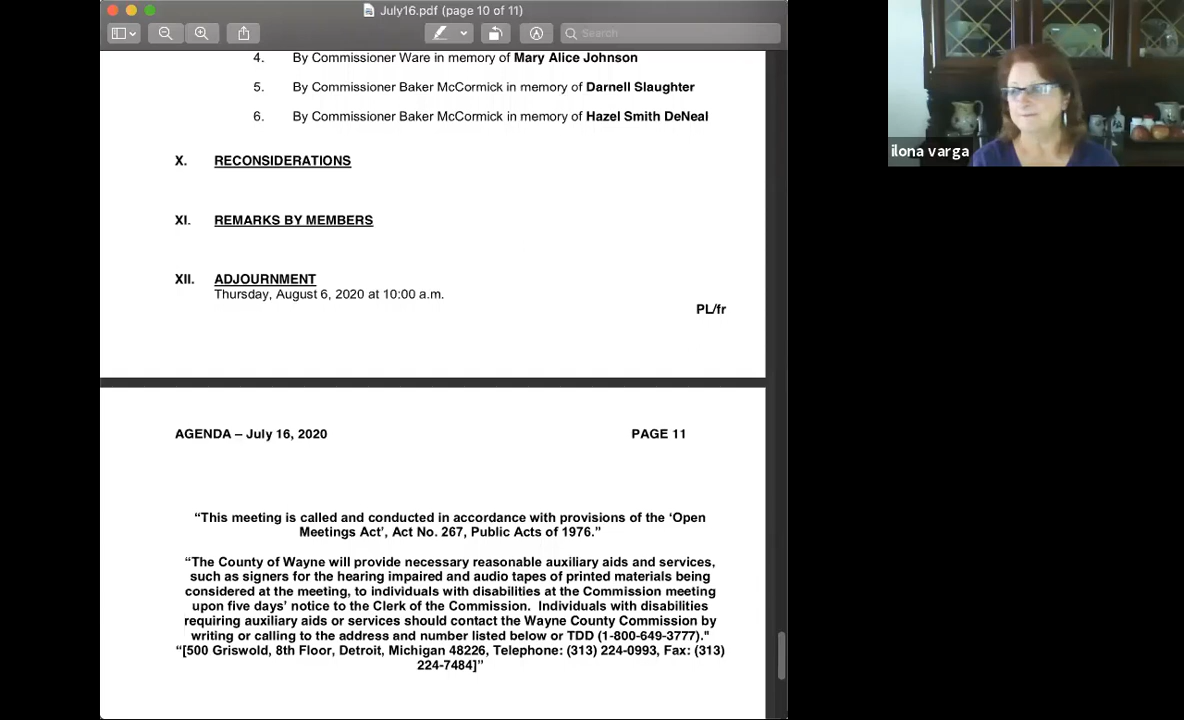 July16.pdf (page 10 of 11)
Search
4. By Commissioner Ware in memory of Mary Alice Johnson
5. By Commissioner Baker McCormick in memory of Darnell Slaughter
6. By Commissioner Baker McCormick in memory of Hazel Smith DeNeal
X. RECONSIDERATIONS
XI. REMARKS BY MEMBERS
XII. ADJOURNMENT
Thursday, August 6, 2020 at 10:00 a.m.
PL/fr
AGENDA – July 16, 2020 PAGE 11
“This meeting is called and conducted in accordance with provisions of the ‘Open
Meetings Act’, Act No. 267, Public Acts of 1976.”
“The County of Wayne will provide necessary reasonable auxiliary aids and services,
such as signers for the hearing impaired and audio tapes of printed materials being
considered at the meeting, to individuals with disabilities at the Commission meeting
upon five days’ notice to the Clerk of the Commission.  Individuals with disabilities
requiring auxiliary aids or services should contact the Wayne County Commission by
writing or calling to the address and number listed below or TDD (1-800-649-3777)."
“[500 Griswold, 8th Floor, Detroit, Michigan 48226, Telephone: (313) 224-0993, Fax: (313)
224-7484]”
ilona varga